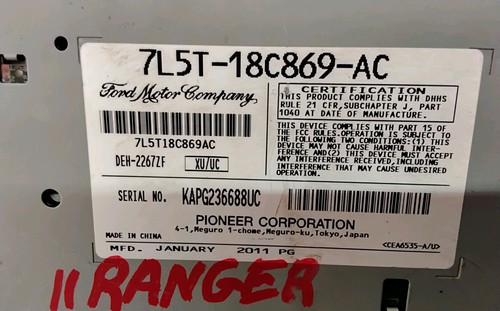 7L5T-18C869-AC
Ford Motor Company
7L5T18C869AC
DEH-2267ZF XU/UC
CERTIFICATION
THIS PRODUCT COMPLIES WITH DHHS
RULE 21 CFR,SUBCHAPTER J, PART
1040 AT DATE OF MANUFACTURE.
THIS DEVICE COMPLIES WITH PART 15 OF
THE FCC RULES.OPERATION IS SUBJECT TO THE
FOLLOWING TWO CONDITIONS:(1) THIS
DEVICE MAY NOT CAUSE HARMFUL INTER-
FERENCE AND(2) THIS DEVICE MUST ACCEPT
ANY INTERFERENCE RECEIVED,INCLUDING
INTERFERENCE THAT MAY CAUSE UNDESIRED
OPERATION.
SERIAL NO. KAPG236688UC
PIONEER CORPORATION
4-1,Meguro 1-chome,Meguro-ku,Tokyo,Japan
MADE IN CHINA <CEA6535-A/U>
MFD. JANUARY 2011 PG
11 RANGER